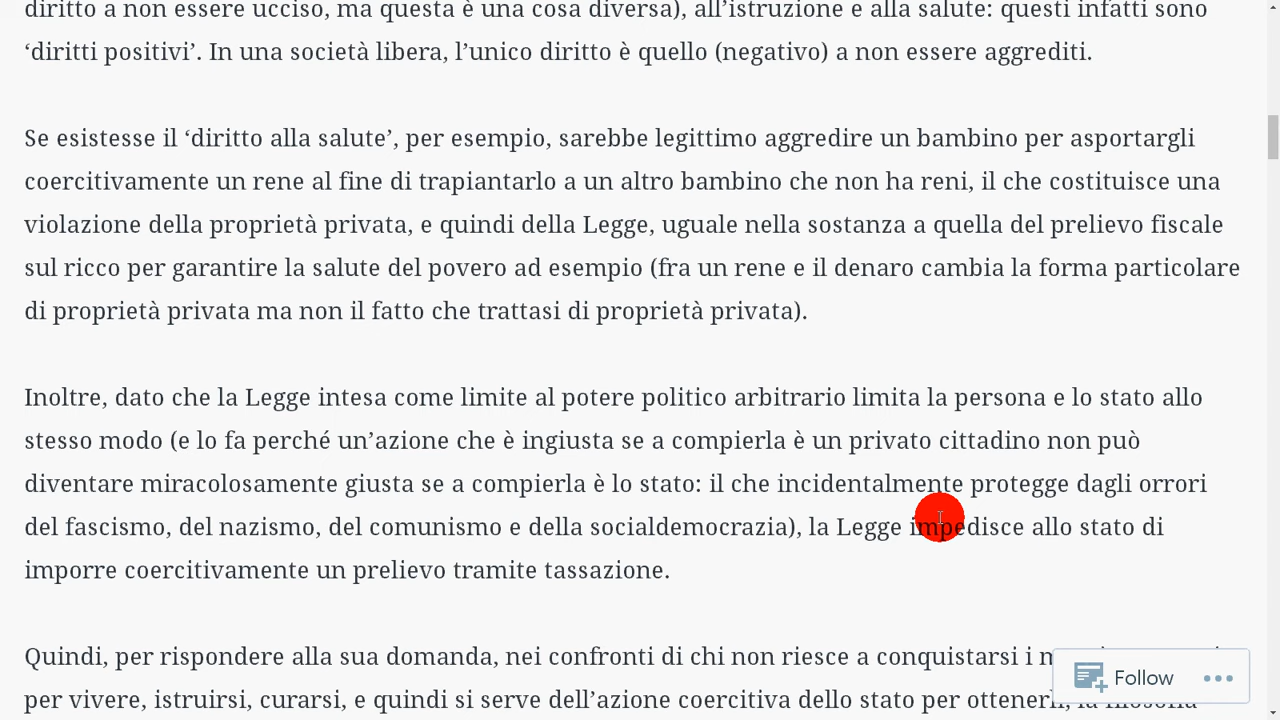 diritto a non essere ucciso, ma questa è una cosa diversa), all’istruzione e alla salute: questi infatti sono
‘diritti positivi’. In una società libera, l’unico diritto è quello (negativo) a non essere aggrediti.
Se esistesse il ‘diritto alla salute’, per esempio, sarebbe legittimo aggredire un bambino per asportargli
coercitivamente un rene al fine di trapiantarlo a un altro bambino che non ha reni, il che costituisce una
violazione della proprietà privata, e quindi della Legge, uguale nella sostanza a quella del prelievo fiscale
sul ricco per garantire la salute del povero ad esempio (fra un rene e il denaro cambia la forma particolare
di proprietà privata ma non il fatto che trattasi di proprietà privata).
Inoltre, dato che la Legge intesa come limite al potere politico arbitrario limita la persona e lo stato allo
stesso modo (e lo fa perché un’azione che è ingiusta se a compierla è un privato cittadino non può
diventare miracolosamente giusta se a compierla è lo stato: il che incidentalmente protegge dagli orrori
del fascismo, del nazismo, del comunismo e della socialdemocrazia), la Legge impedisce allo stato di
imporre coercitivamente un prelievo tramite tassazione.
Quindi, per rispondere alla sua domanda, nei confronti di chi non riesce a conquistarsi i
per vivere, istruirsi, curarsi, e quindi si serve dell’azione coercitiva dello stato per ottenerli, la filosofia
Follow